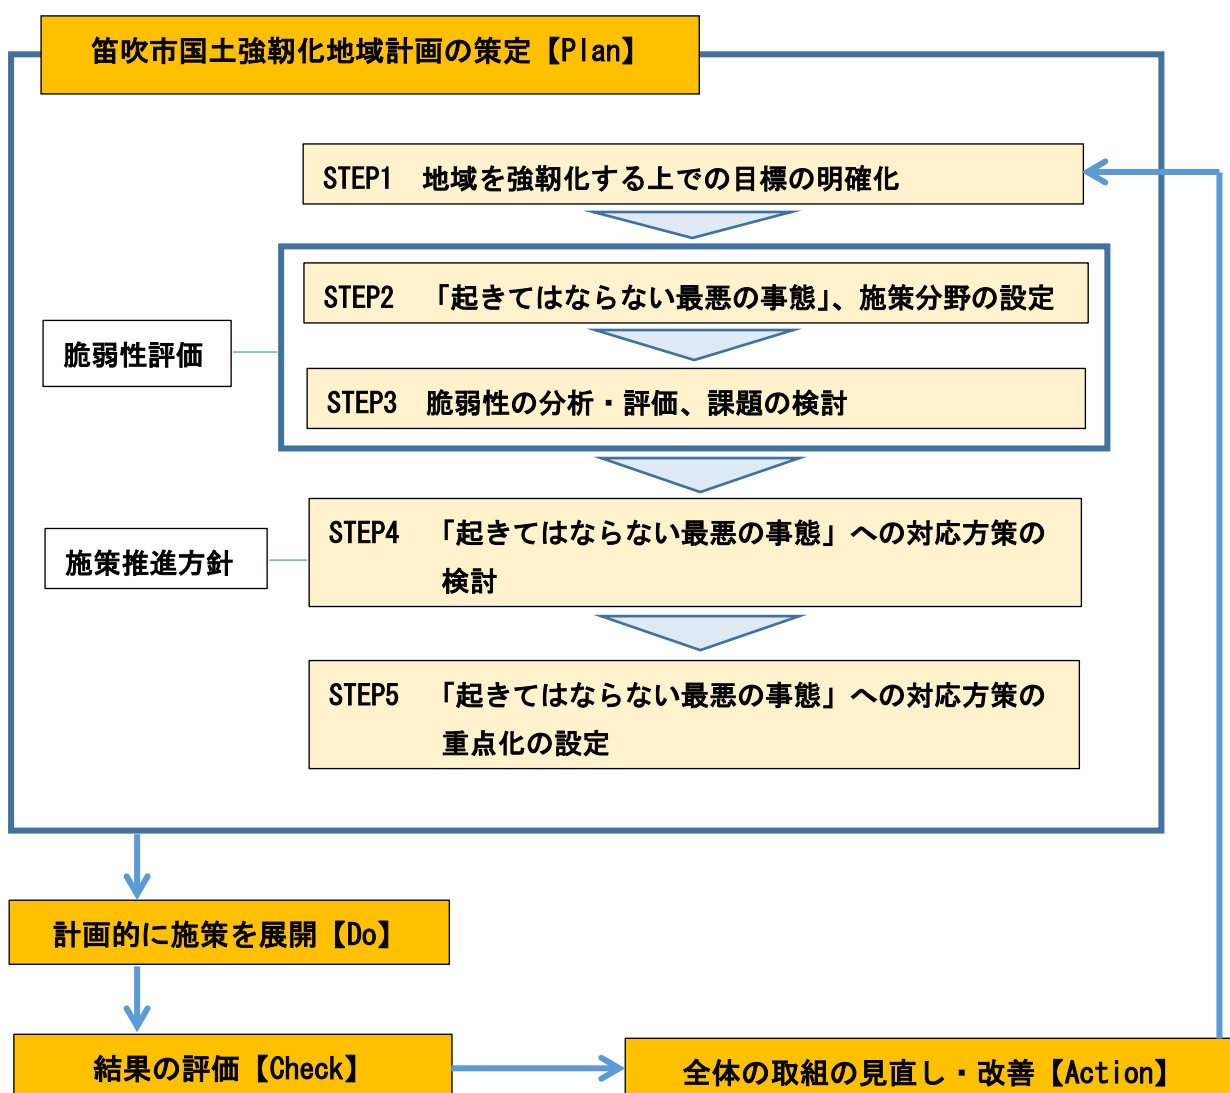 笛吹市国土強靭化地域計画の策定【Plan】
STEP1　地域を強靭化する上での目標の明確化
STEP2　「起きてはならない最悪の事態」、施策分野の設定
脆弱性評価
STEP3　脆弱性の分析・評価、課題の検討
STEP4　「起きてはならない最悪の事態」への対応方策の
検討
施策推進方針
STEP5　「起きてはならない最悪の事態」への対応方策の
重点化の設定
計画的に施策を展開【Do】
結果の評価【Check】
全体の取組の見直し・改善【Action】